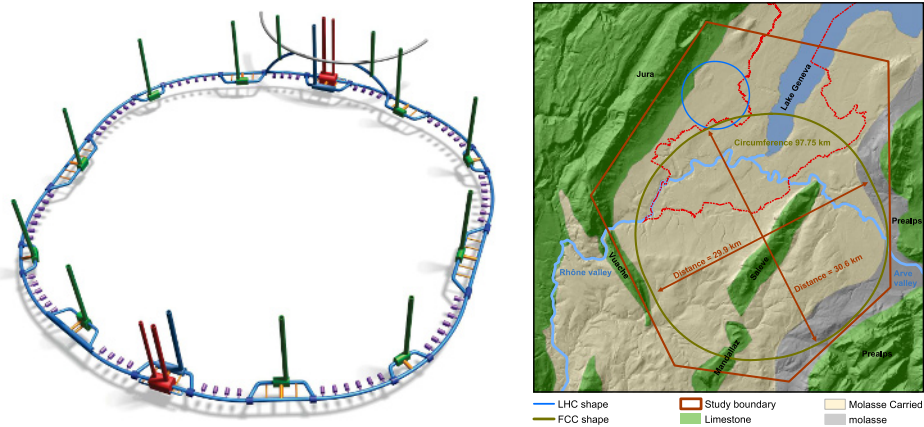 Jura
Lake Geneva
Circumference 97.75 km
Prealps
Distance = 29.9 km
Salève
Distance = 30.6 km
Rhône valley
Vuache
Arve
valley
Mandallaz
Prealps
LHC shape
Study boundary
Molasse Carried
FCC shape
Limestone
molasse